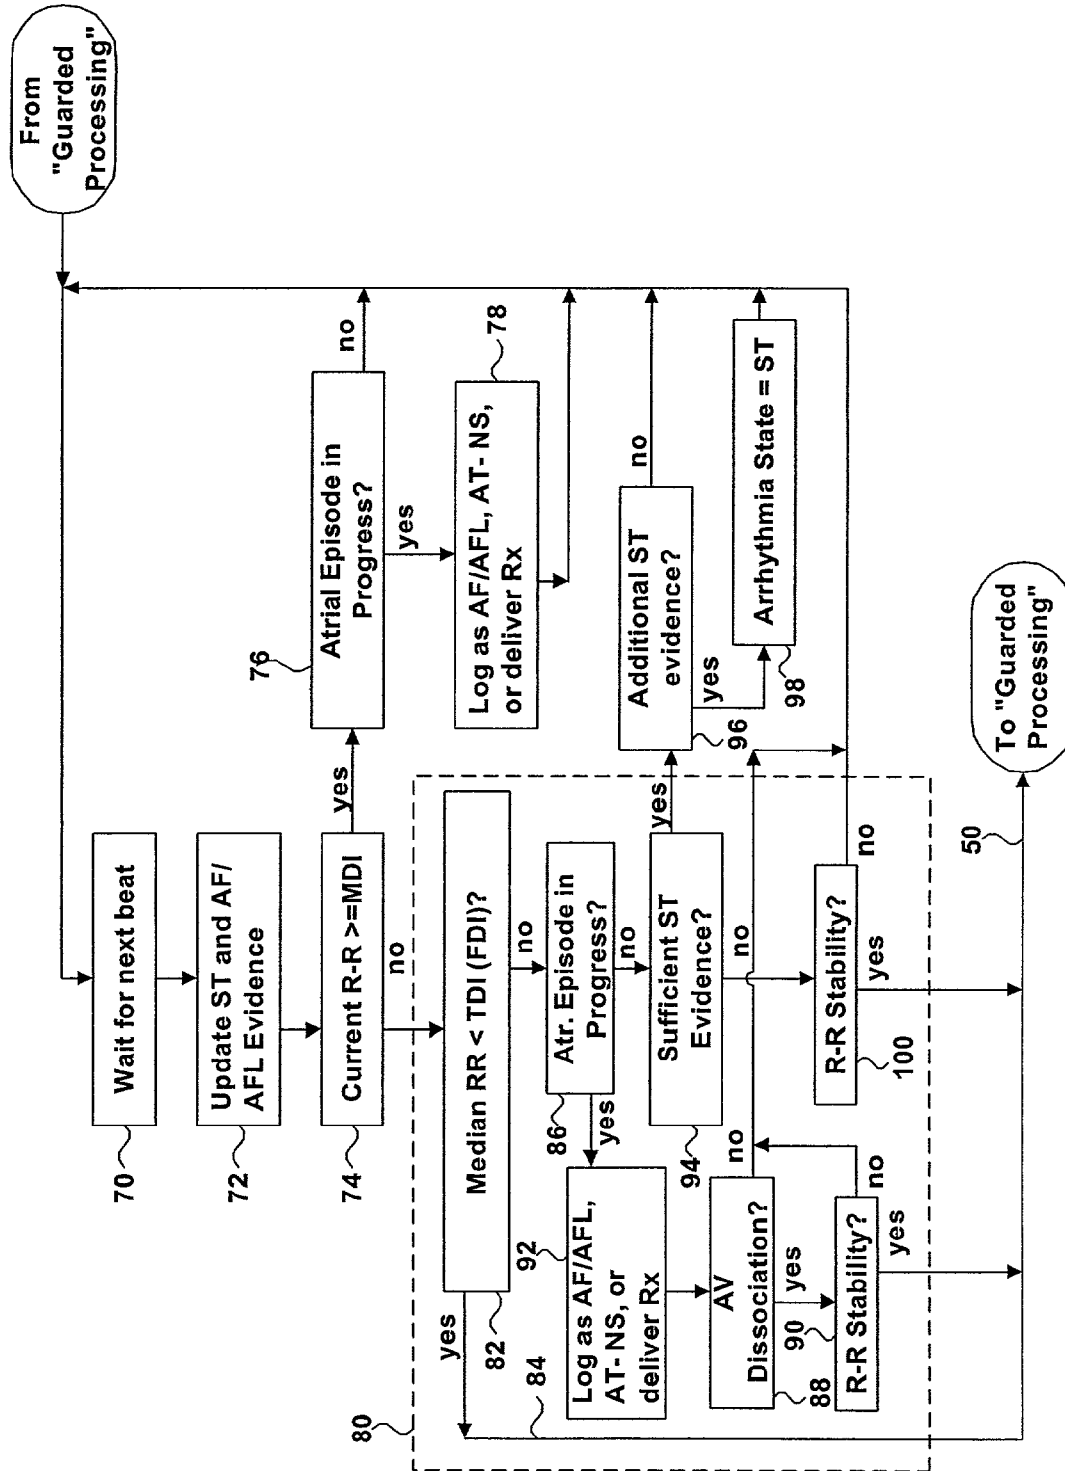 From
"Guarded
Processing"
Wait for next beat
70
Update ST and AF/
AFL Evidence
72
Current R-R >=MDI
74
yes
no
Atrial Episode in
Progress?
76
no
yes
Log as AF/AFL, AT- NS,
or deliver Rx
78
80
Median RR < TDI (FDI)?
82
yes
84
no
Atr. Episode in
Progress?
86
yes
no
Log as AF/AFL,
AT- NS, or
deliver Rx
92
Sufficient ST
Evidence?
94
yes
no
Additional ST
evidence?
96
no
yes
Arrhythmia State = ST
98
AV
Dissociation?
88
no
yes
R-R Stability?
90
no
yes
R-R Stability?
100
no
yes
50
To "Guarded
Processing"